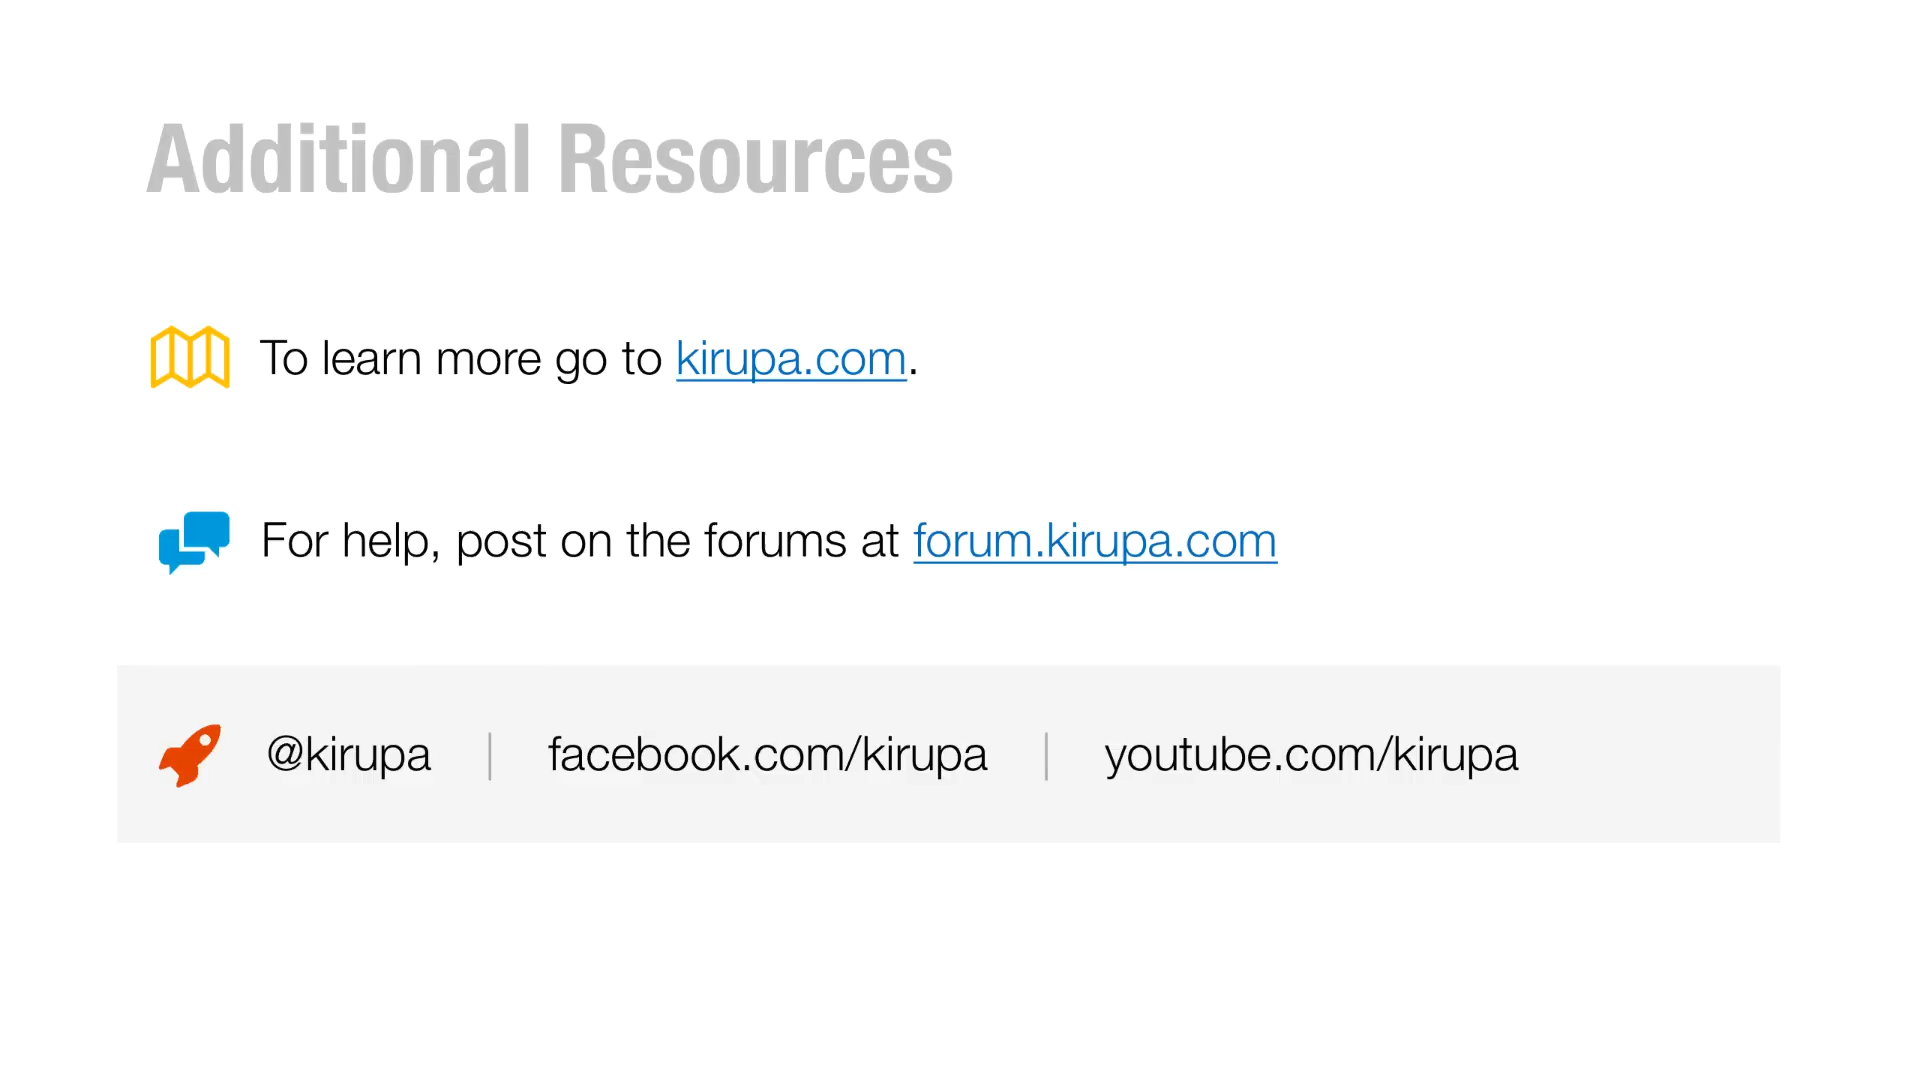 Additional Resources
To learn more go to kirupa.com.
For help, post on the forums at forum.kirupa.com
@kirupa | facebook.com/kirupa | youtube.com/kirupa